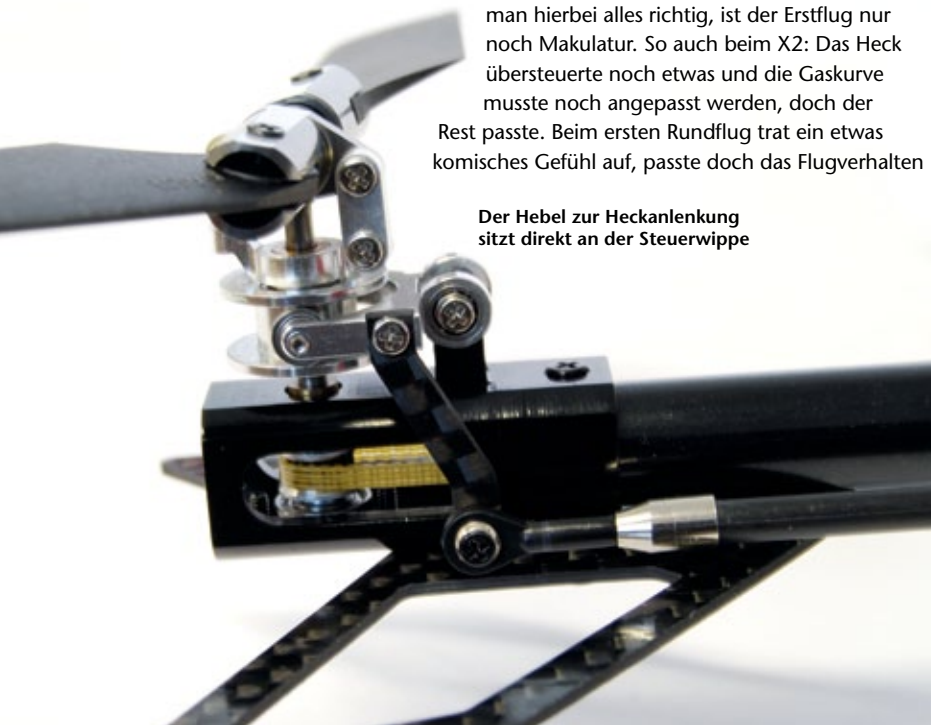 man hierbei alles richtig, ist der Erstflug nur
noch Makulatur. So auch beim X2: Das Heck
übersteuerte noch etwas und die Gaskurve
musste noch angepasst werden, doch der
Rest passte. Beim ersten Rundflug trat ein etwas
komisches Gefühl auf, passte doch das Flugverhalten
Der Hebel zur Heckanlenkung
sitzt direkt an der Steuerwippe